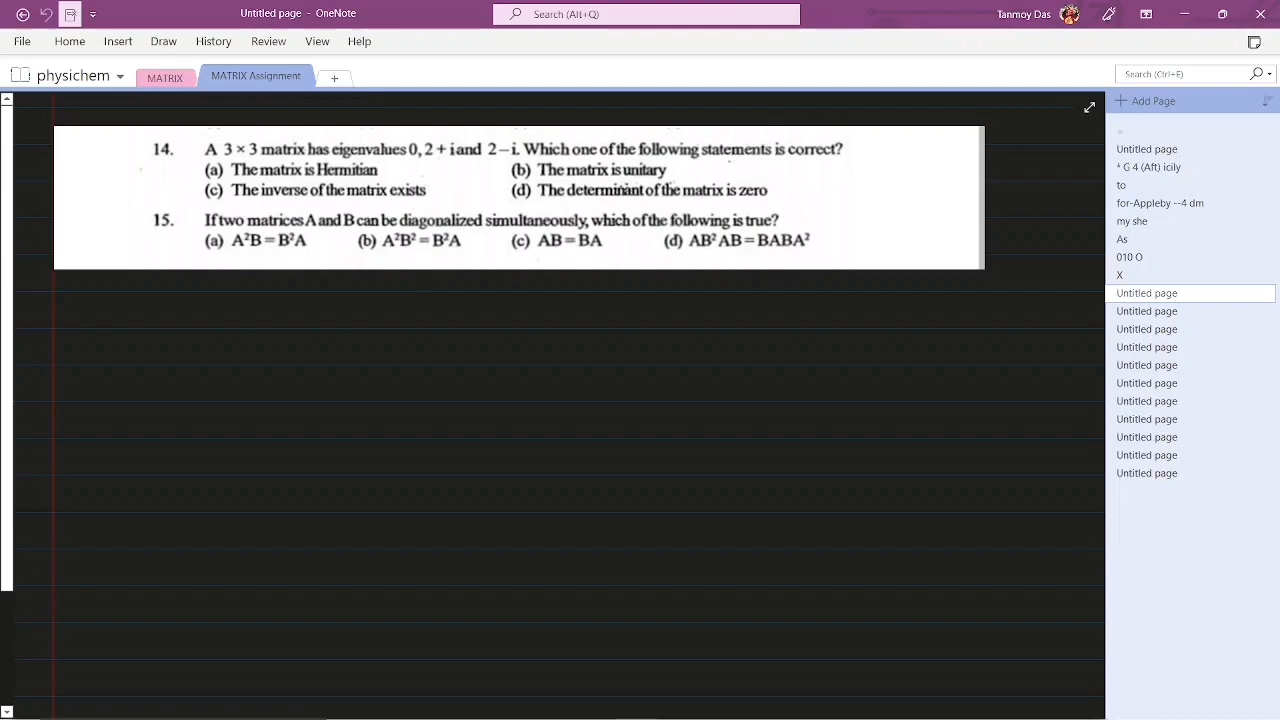 Untitled page - OneNote
Search (Alt+Q)
Tanmoy Das
File Home Insert Draw History Review View Help
physichem
MATRIX
MATRIX Assignment
Search (Ctrl+E)
Add Page
14. A 3 × 3 matrix has eigenvalues 0, 2 + i and 2 – i. Which one of the following statements is correct?
(a) The matrix is Hermitian (b) The matrix is unitary
(c) The inverse of the matrix exists (d) The determinant of the matrix is zero
15. If two matrices A and B can be diagonalized simultaneously, which of the following is true?
(a) A²B = B²A (b) A²B² = B²A (c) AB = BA (d) AB² AB = BABA²
Untitled page
* G 4 (Aft) icily
to
for-Appleby --4 dm
my she
As
010 O
X
Untitled page
Untitled page
Untitled page
Untitled page
Untitled page
Untitled page
Untitled page
Untitled page
Untitled page
Untitled page
Untitled page